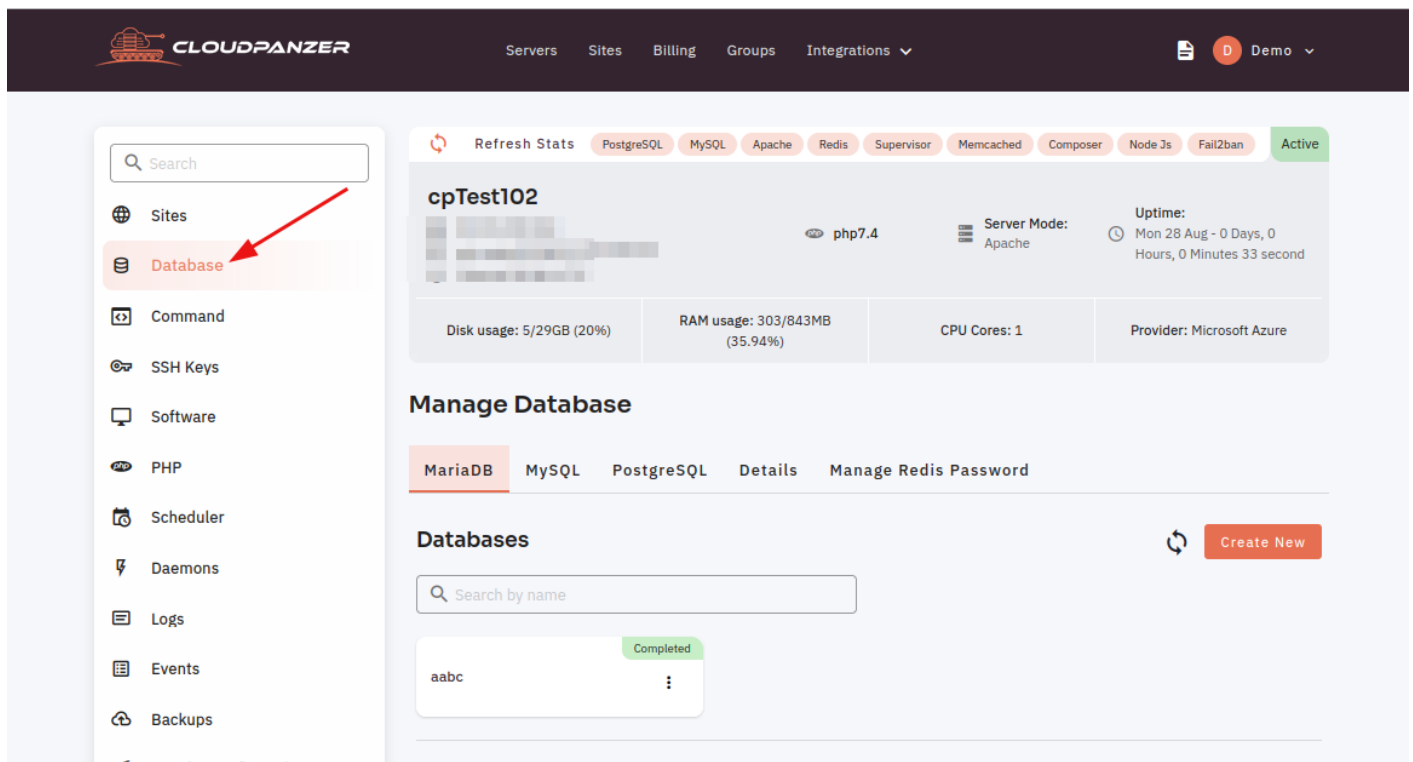 CLOUDPANZER
Servers Sites Billing Groups Integrations
D Demo
Search
Sites
Database
Command
SSH Keys
Software
php PHP
Scheduler
Daemons
Logs
Events
Backups
Refresh Stats PostgreSQL MySQL Apache Redis Supervisor Memcached Composer Node Js Fail2ban Active
cpTest102
php php7.4
Server Mode:
Apache
Uptime:
Mon 28 Aug - 0 Days, 0
Hours, 0 Minutes 33 second
Disk usage: 5/29GB (20%)
RAM usage: 303/843MB
(35.94%)
CPU Cores: 1
Provider: Microsoft Azure
Manage Database
MariaDB MySQL PostgreSQL Details Manage Redis Password
Databases
Create New
Search by name
Completed
aabc